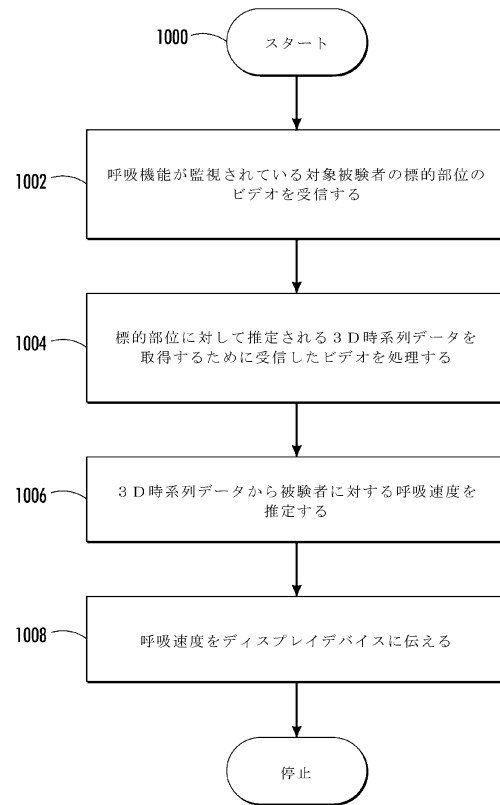 1000
スタート
1002
呼吸機能が監視されている対象被験者の標的部位の
ビデオを受信する
1004
標的部位に対して推定される3D時系列データを
取得するために受信したビデオを処理する
1006
3D時系列データから被験者に対する呼吸速度を
推定する
1008
呼吸速度をディスプレイデバイスに伝える
停止